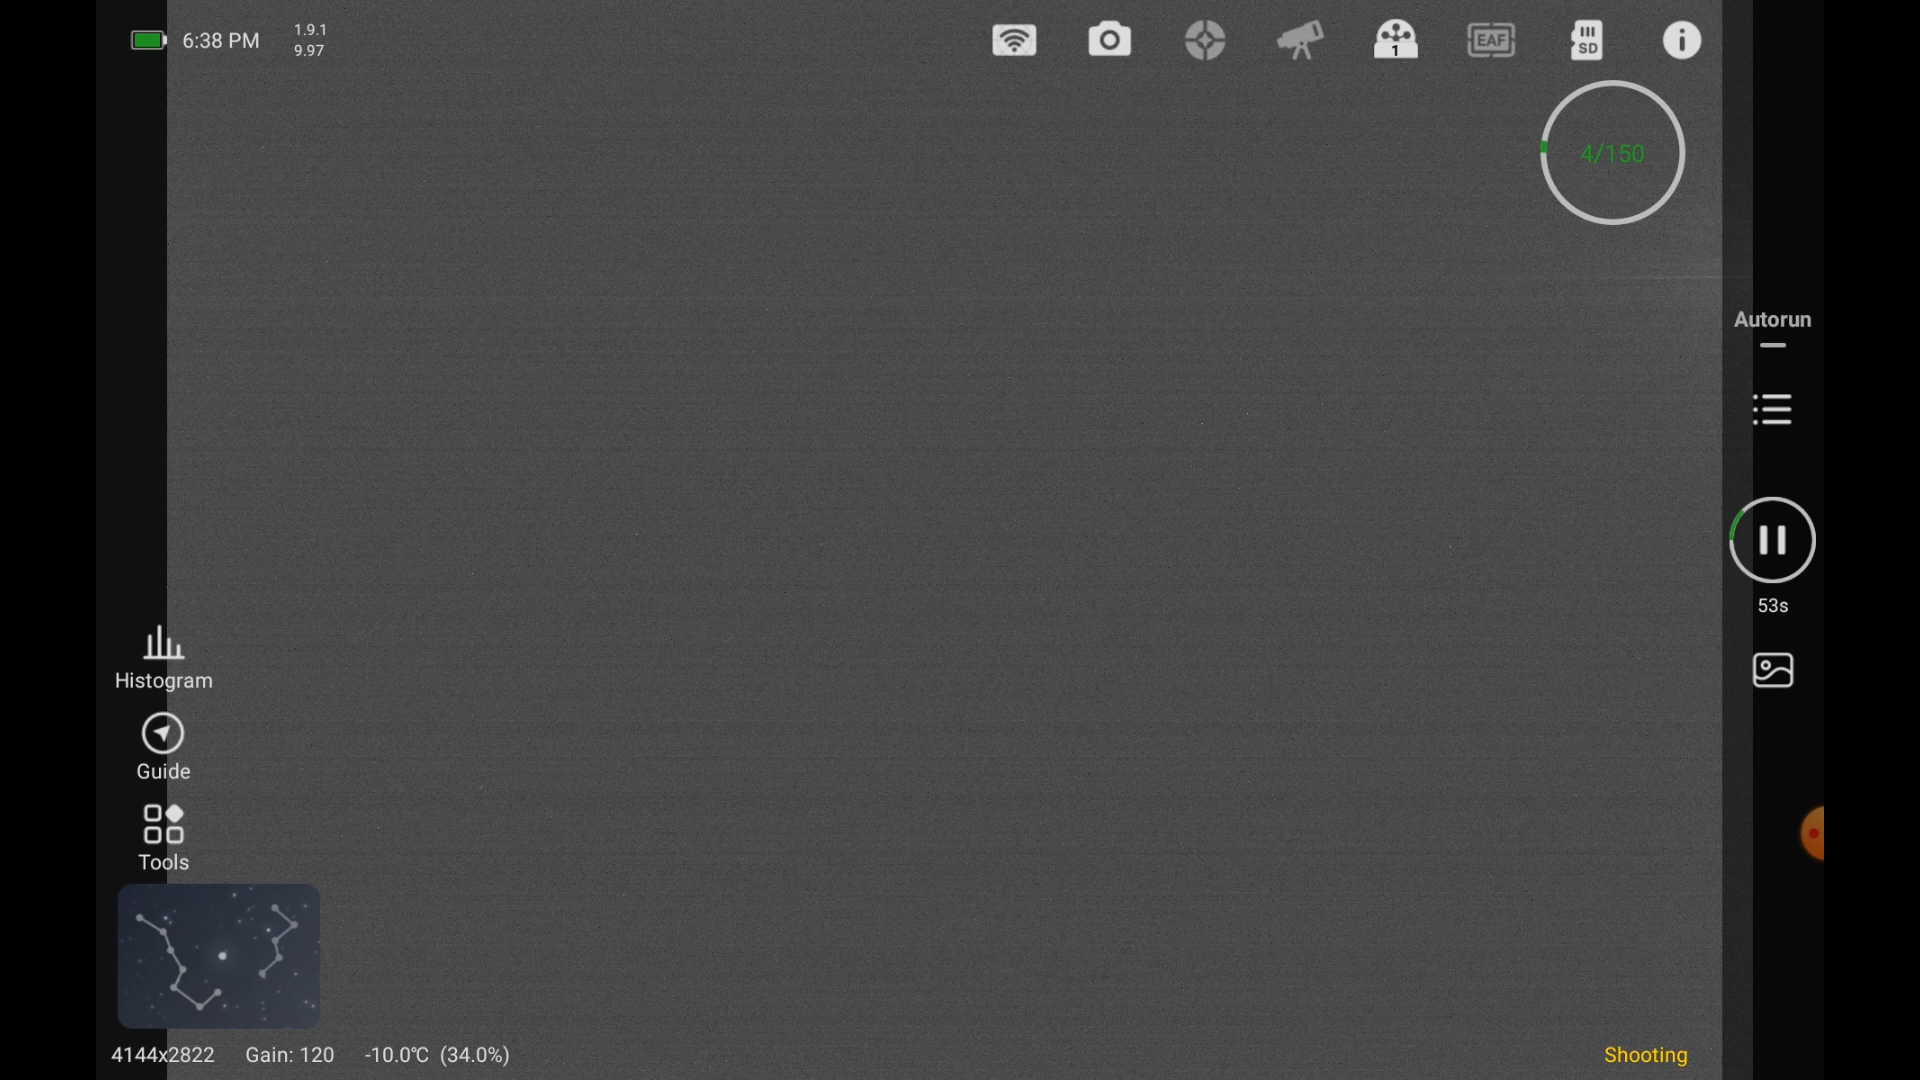 6:38 PM
1.9.1
9.97
1
EAF
SD
4/150
Autorun
53s
Histogram
Guide
Tools
4144x2822 Gain: 120 -10.0℃ (34.0%)
Shooting